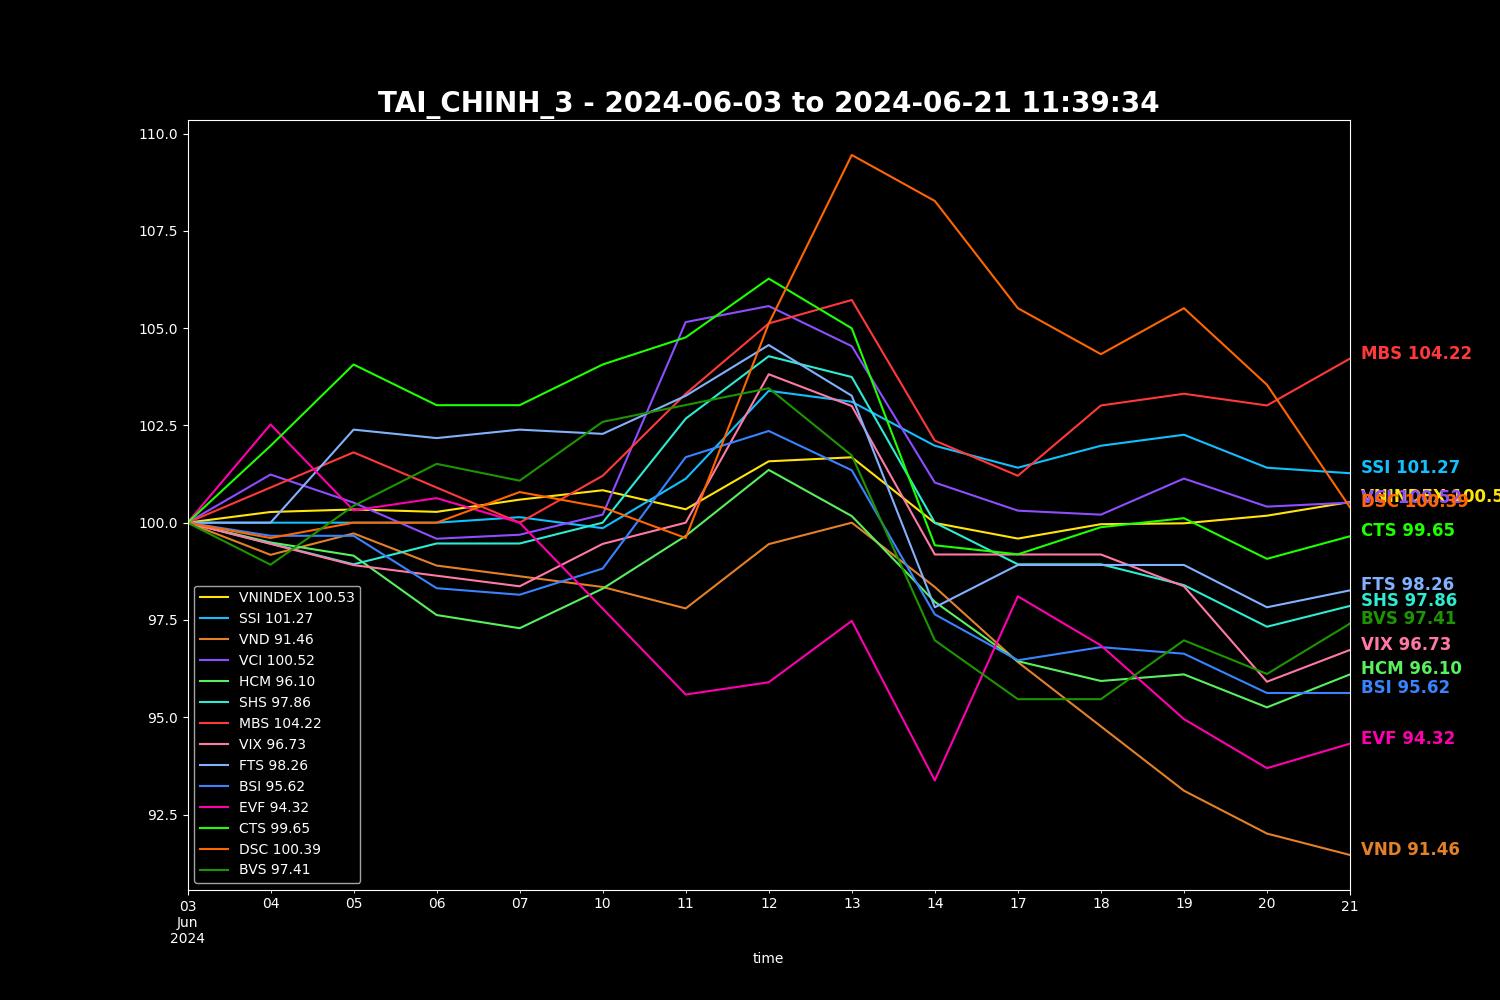 TAI_CHINH_3 - 2024-06-03 to 2024-06-21 11:39:34
110.0
107.5
105.0
102.5
100.0
97.5
95.0
92.5
MBS 104.22
SSI 101.27
DSC 100.39
CTS 99.65
FTS 98.26
SHS 97.86
BVS 97.41
VIX 96.73
HCM 96.10
BSI 95.62
EVF 94.32
VND 91.46
VNINDEX 100.53
SSI 101.27
VND 91.46
VCI 100.52
HCM 96.10
SHS 97.86
MBS 104.22
VIX 96.73
FTS 98.26
BSI 95.62
EVF 94.32
CTS 99.65
DSC 100.39
BVS 97.41
03 04 05 06 07 10 11 12 13 14 17 18 19 20 21
Jun
2024
time